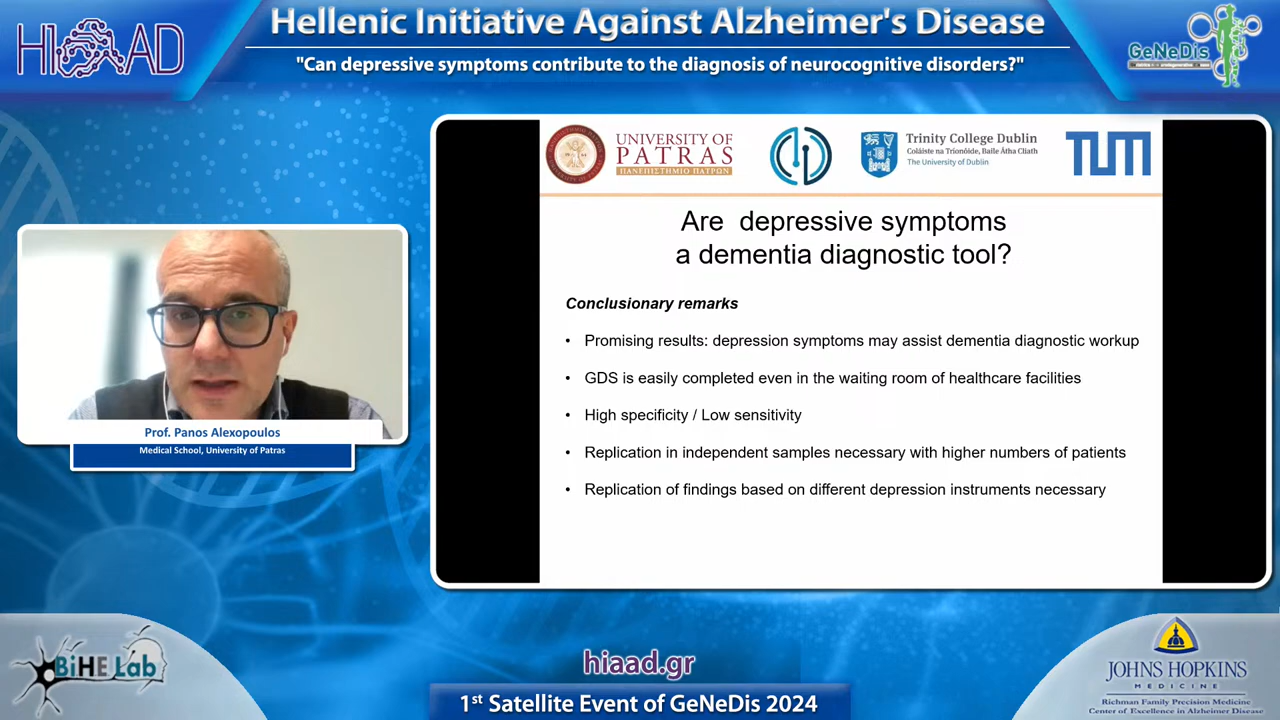 HIAAD
Hellenic Initiative Against Alzheimer's Disease
"Can depressive symptoms contribute to the diagnosis of neurocognitive disorders?"
GeNeDis
UNIVERSITY OF
PATRAS
ΠΑΝΕΠΙΣΤΗΜΙΟ ΠΑΤΡΩΝ
Trinity College Dublin
Coláiste na Tríonóide, Baile Átha Cliath
The University of Dublin
TUM
Are depressive symptoms
a dementia diagnostic tool?
Conclusionary remarks
• Promising results: depression symptoms may assist dementia diagnostic workup
• GDS is easily completed even in the waiting room of healthcare facilities
• High specificity / Low sensitivity
• Replication in independent samples necessary with higher numbers of patients
• Replication of findings based on different depression instruments necessary
Prof. Panos Alexopoulos
Medical School, University of Patras
BiHE Lab
hiaad.gr
1st Satellite Event of GeNeDis 2024
JOHNS HOPKINS
MEDICINE
Richman Family Precision Medicine
Center of Excellence in Alzheimer Disease